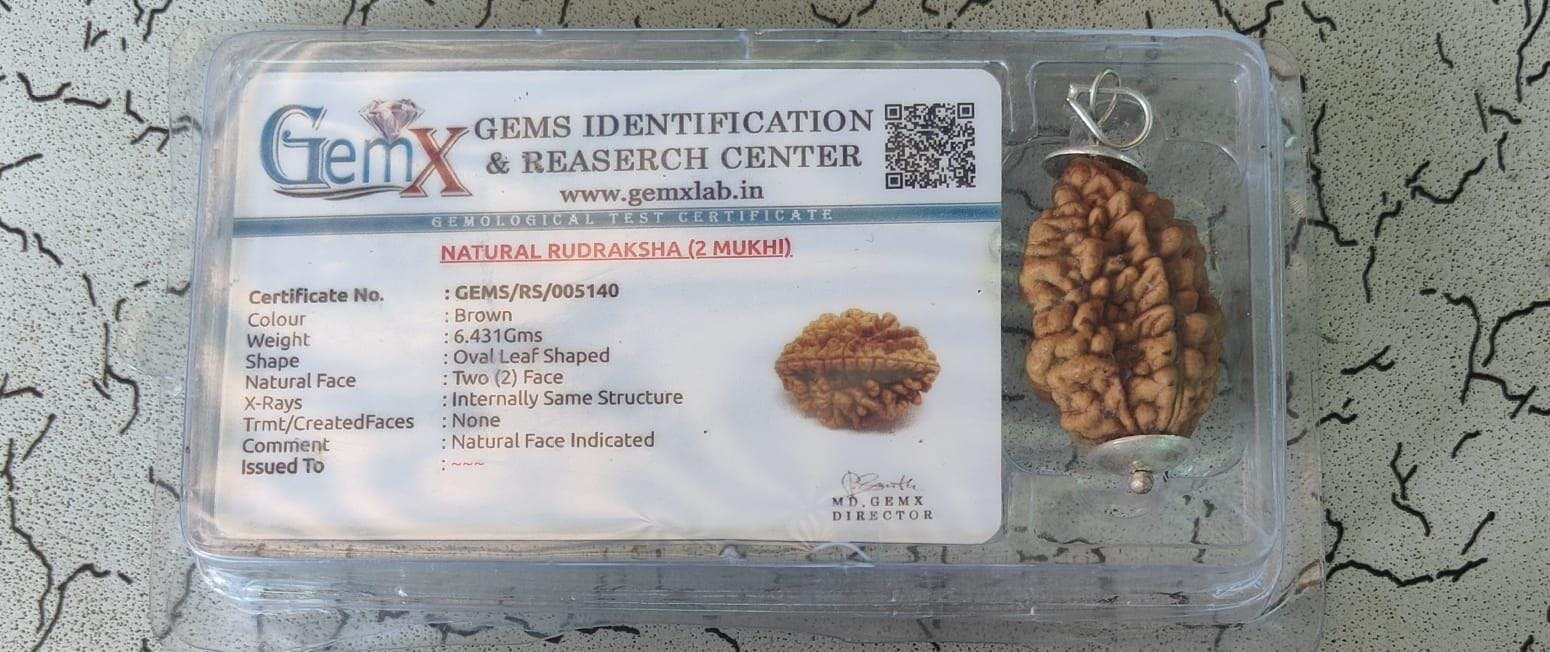 GemX
GEMS IDENTIFICATION
& REASERCH CENTER
www.gemxlab.in
GEMOLOGICAL TEST CERTIFICATE
NATURAL RUDRAKSHA (2 MUKHI)
Certificate No. : GEMS/RS/005140
Colour : Brown
Weight : 6.431Gms
Shape : Oval Leaf Shaped
Natural Face : Two (2) Face
X-Rays : Internally Same Structure
Trmt/CreatedFaces : None
Comment : Natural Face Indicated
Issued To : ~~~
MD, GEMX
DIRECTOR